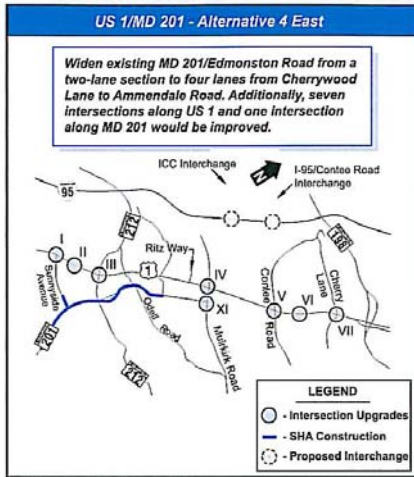 US 1/MD 201 - Alternative 4 East
Widen existing MD 201/Edmonston Road from a
two-lane section to four lanes from Cherrywood
Lane to Ammendale Road. Additionally, seven
intersections along US 1 and one intersection
along MD 201 would be improved.
ICC Interchange
N
I-95/Contee Road
Interchange
95
212
198
Ritz Way
I
II
III
1
IV
Sunnyside
Avenue
Odell Road
XI
Contee
Road
V
VI
Cherry
Lane
VII
Muirkirk Road
201
212
LEGEND
- Intersection Upgrades
- SHA Construction
- Proposed Interchange